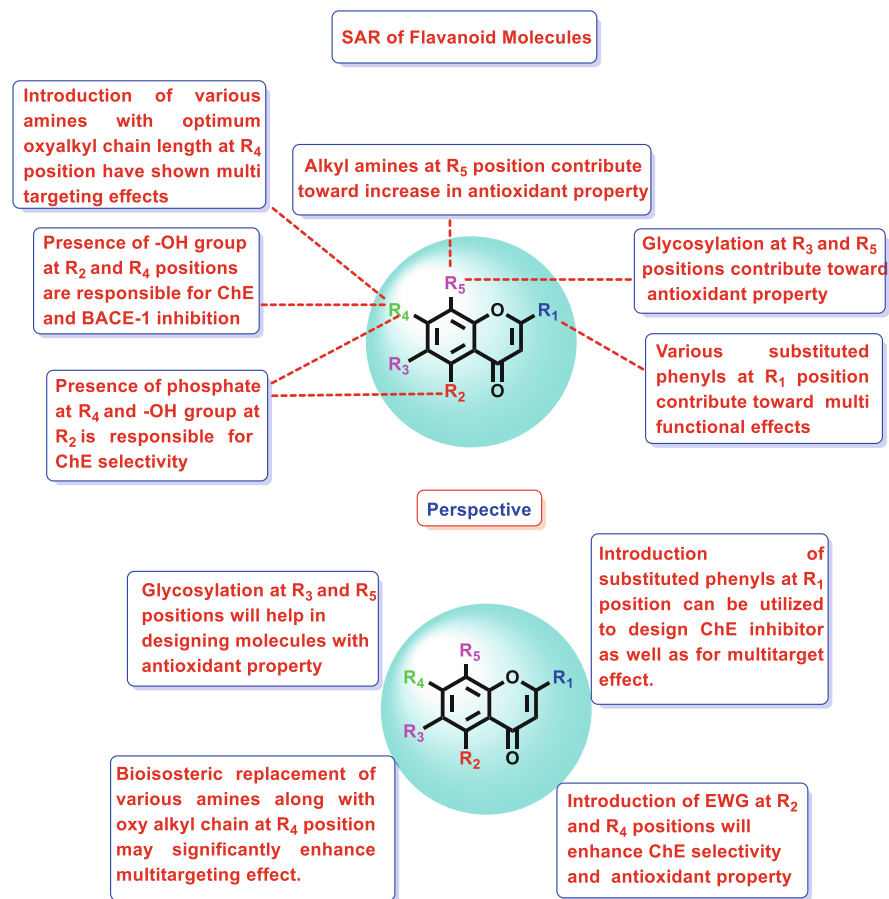 SAR of Flavanoid Molecules
Introduction of various
amines with optimum
oxyalkyl chain length at R4
position have shown multi
targeting effects
Alkyl amines at R5 position contribute
toward increase in antioxidant property
Presence of -OH group
at R2 and R4 positions
are responsible for ChE
and BACE-1 inhibition
Glycosylation at R3 and R5
positions contribute toward
antioxidant property
Presence of phosphate
at R4 and -OH group at
R2 is responsible for
ChE selectivity
Various substituted
phenyls at R1 position
contribute toward multi
functional effects
R5
R4
O
R1
R3
R2
O
Perspective
Glycosylation at R3 and R5
positions will help in
designing molecules with
antioxidant property
Introduction of
substituted phenyls at R1
position can be utilized
to design ChE inhibitor
as well as for multitarget
effect.
R5
R4
O
R1
R3
R2
O
Bioisosteric replacement of
various amines along with
oxy alkyl chain at R4 position
may significantly enhance
multitargeting effect.
Introduction of EWG at R2
and R4 positions will
enhance ChE selectivity
and antioxidant property